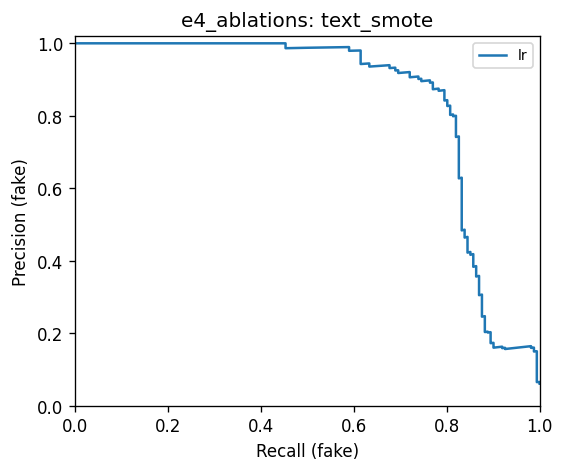 e4_ablations: text_smote
lr
Precision (fake)
1.0
0.8
0.6
0.4
0.2
0.0
0.0 0.2 0.4 0.6 0.8 1.0
Recall (fake)